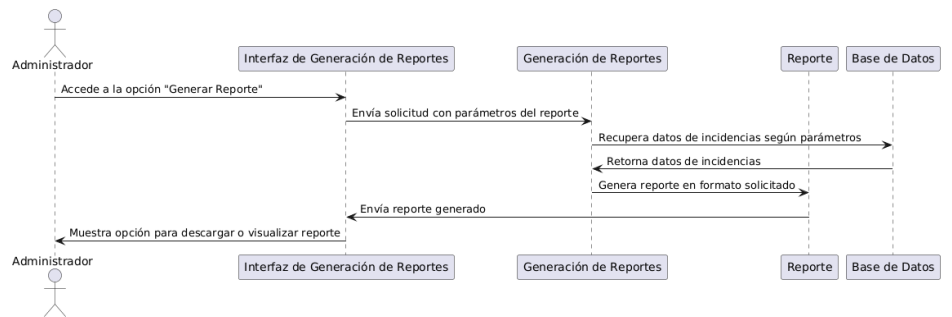 Administrador
Interfaz de Generación de Reportes
Generación de Reportes
Reporte
Base de Datos
Accede a la opción "Generar Reporte"
Envía solicitud con parámetros del reporte
Recupera datos de incidencias según parámetros
Retorna datos de incidencias
Genera reporte en formato solicitado
Envía reporte generado
Muestra opción para descargar o visualizar reporte
Administrador
Interfaz de Generación de Reportes
Generación de Reportes
Reporte
Base de Datos